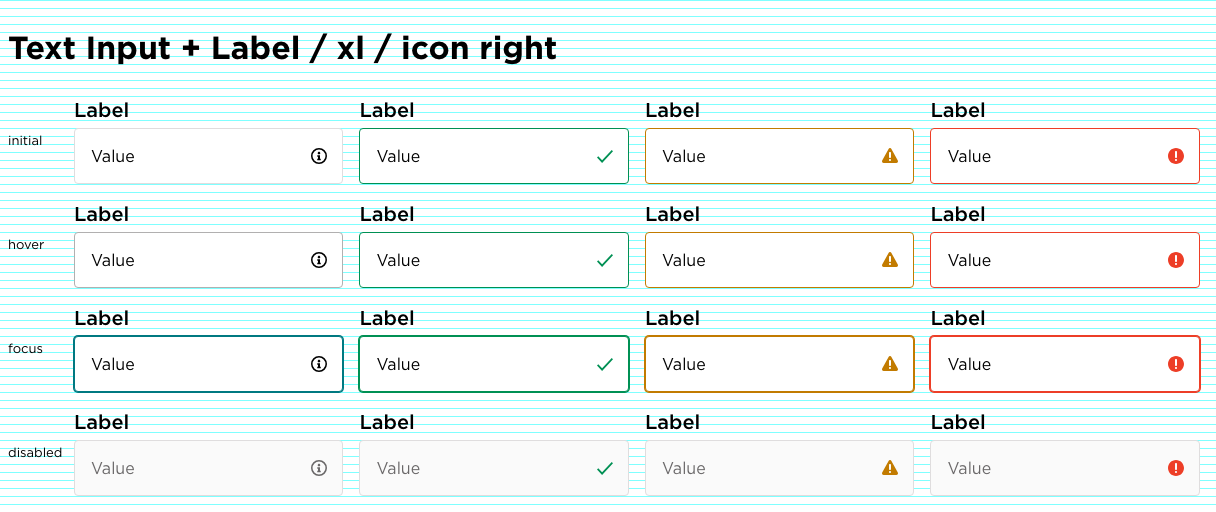 Text Input + Label / xl / icon right
Label Label Label Label
initial Value Value Value Value
Label Label Label Label
hover Value Value Value Value
Label Label Label Label
focus Value Value Value Value
Label Label Label Label
disabled Value Value Value Value